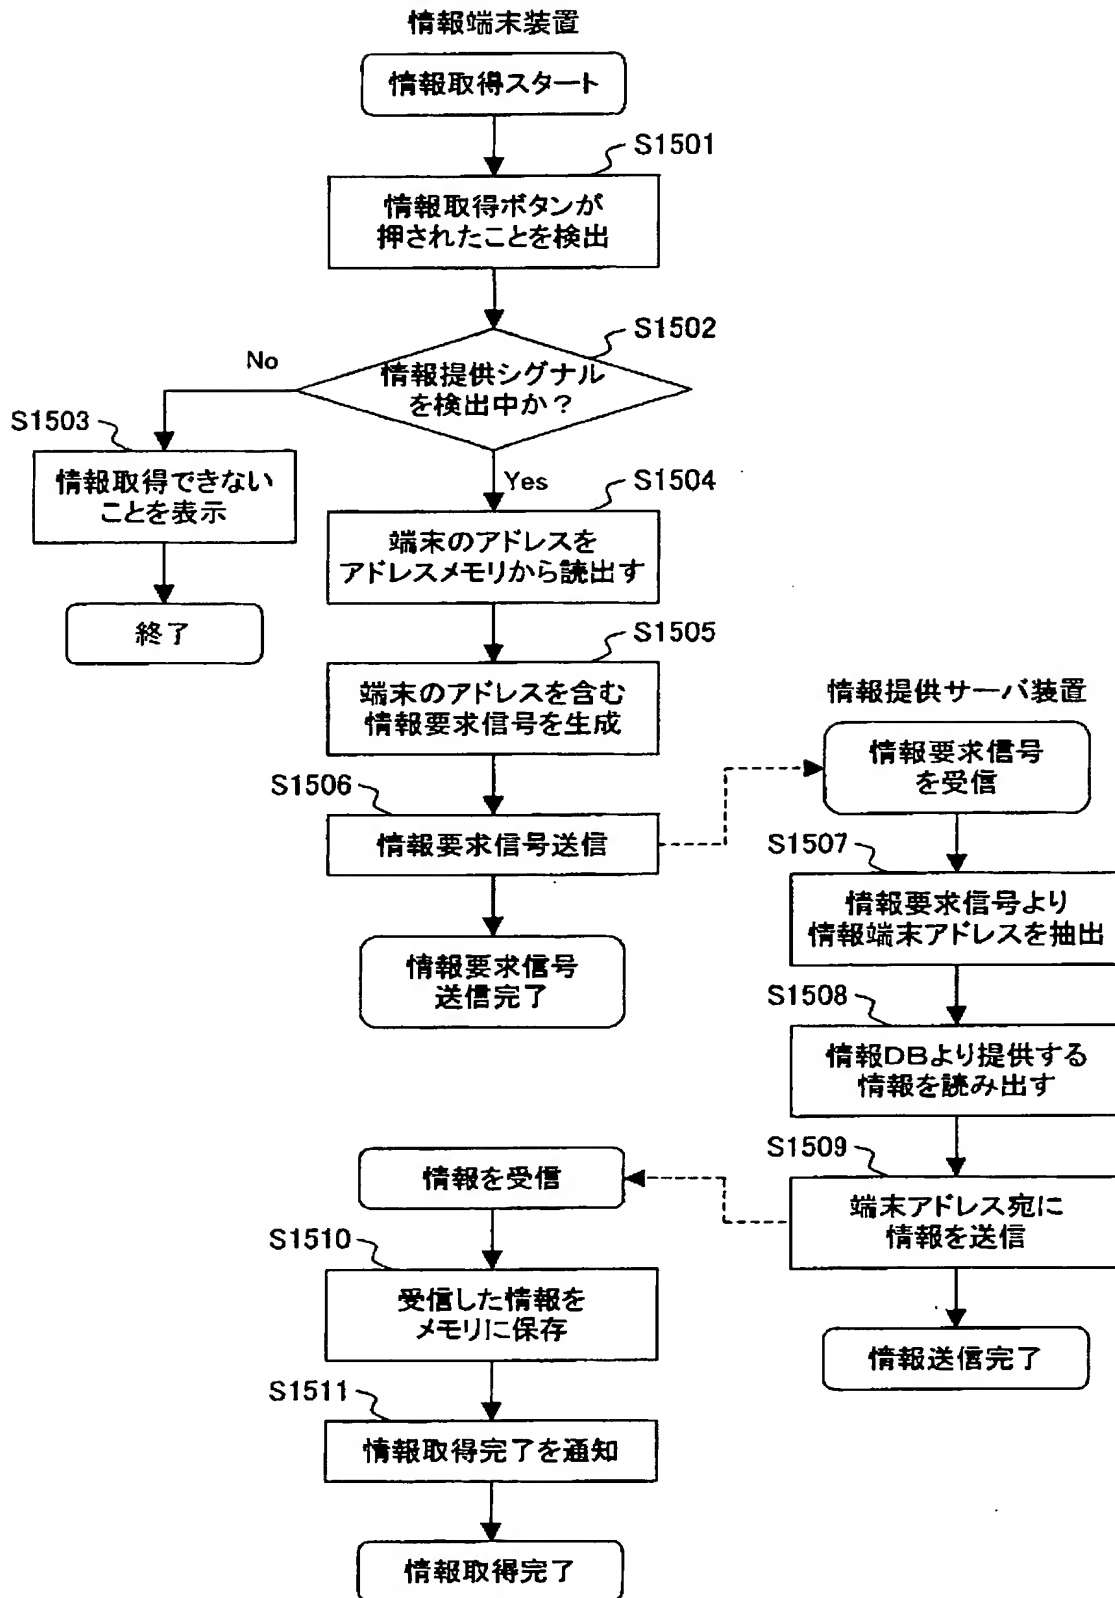 情報端末装置
情報取得スタート
S1501
情報取得ボタンが
押されたことを検出
S1502
No
情報提供シグナル
を検出中か？
S1503
情報取得できない
ことを表示
終了
Yes
S1504
端末のアドレスを
アドレスメモリから読出す
S1505
端末のアドレスを含む
情報要求信号を生成
S1506
情報要求信号送信
情報要求信号
送信完了
情報提供サーバ装置
情報要求信号
を受信
S1507
情報要求信号より
情報端末アドレスを抽出
S1508
情報DBより提供する
情報を読み出す
S1509
端末アドレス宛に
情報を送信
情報送信完了
情報を受信
S1510
受信した情報を
メモリに保存
S1511
情報取得完了を通知
情報取得完了